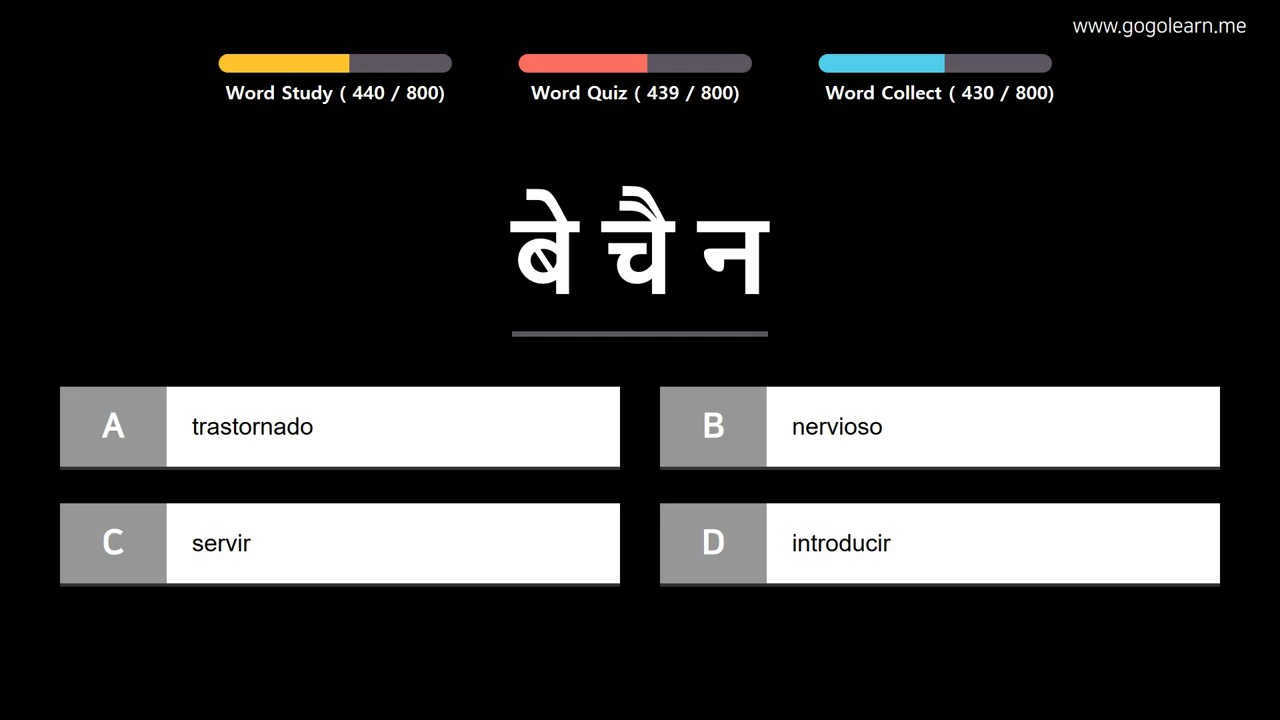 www.gogolearn.me
Word Study ( 440 / 800) Word Quiz ( 439 / 800) Word Collect ( 430 / 800)
बेचैन
A trastornado
B nervioso
C servir
D introducir